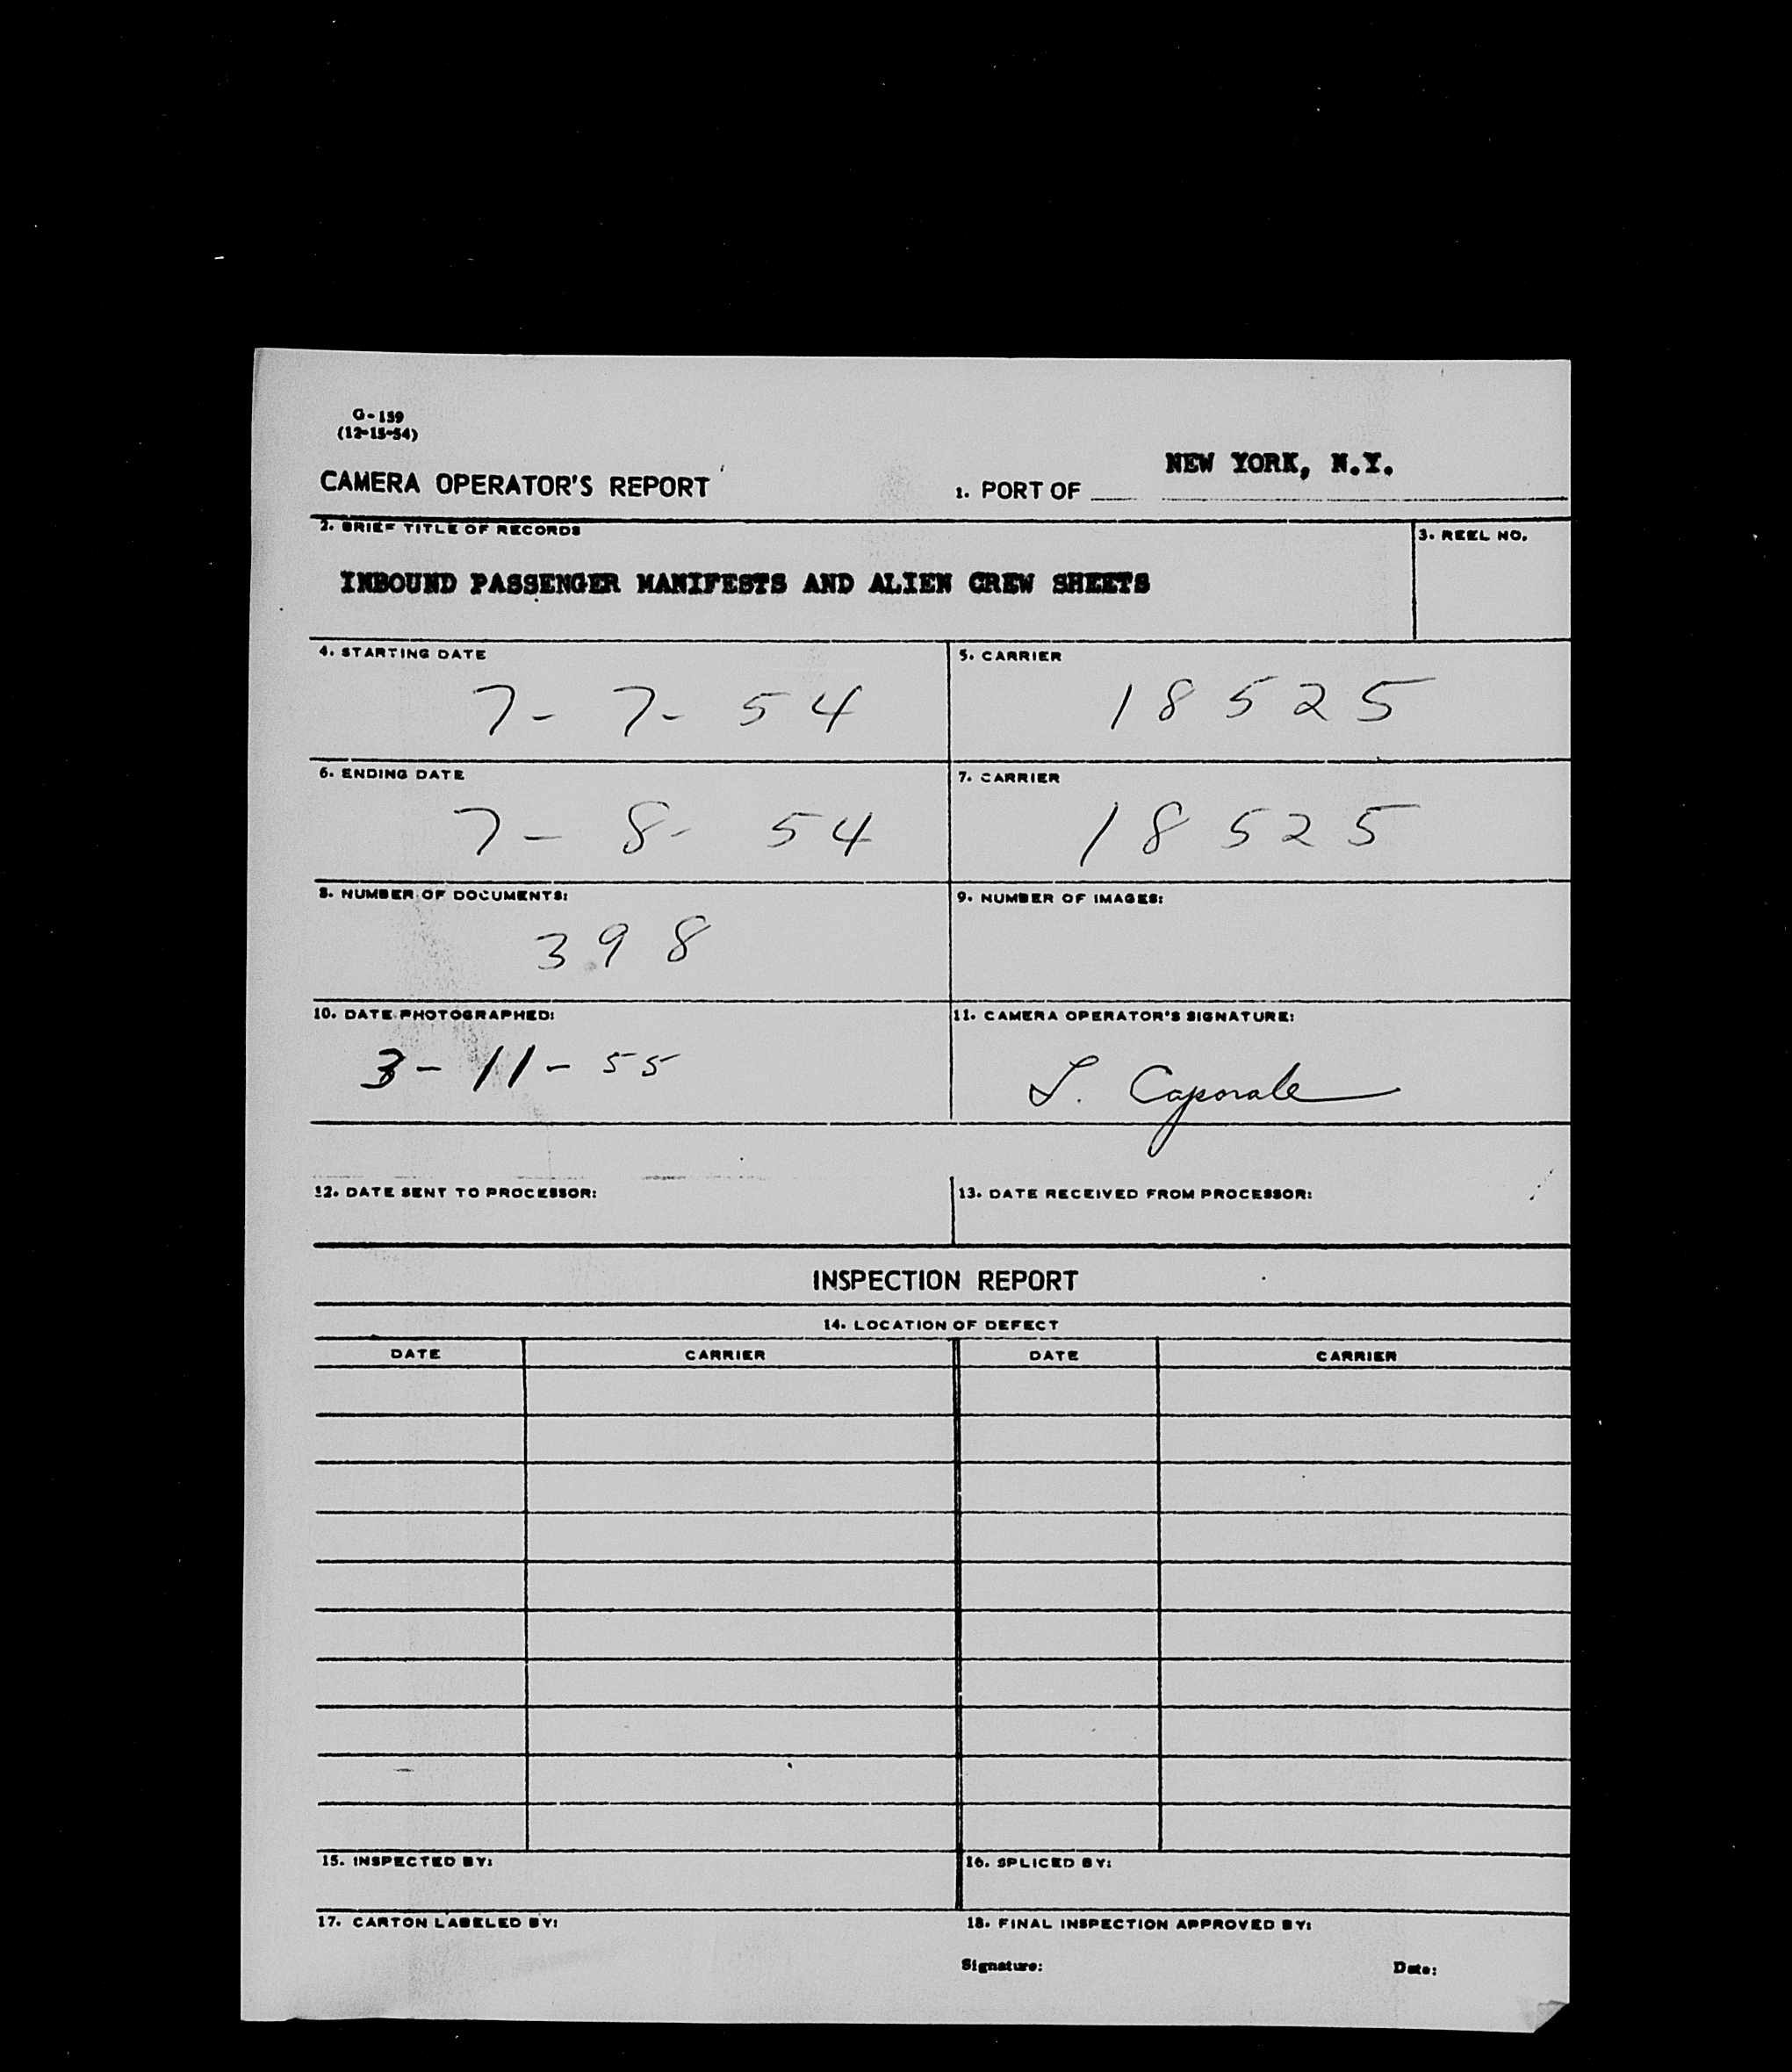 G-159
(12-15-54)
CAMERA OPERATOR'S REPORT
1. PORT OF NEW YORK, N.Y.
2. BRIEF TITLE OF RECORDS
3. REEL NO.
INBOUND PASSENGER MANIFESTS AND ALIEN CREW SHEETS
4. STARTING DATE
7-7-54
5. CARRIER
18525
6. ENDING DATE
7-8-54
7. CARRIER
18525
8. NUMBER OF DOCUMENTS:
398
9. NUMBER OF IMAGES:
10. DATE PHOTOGRAPHED:
3-11-55
11. CAMERA OPERATOR'S SIGNATURE:
L. Caporale
12. DATE SENT TO PROCESSOR:
13. DATE RECEIVED FROM PROCESSOR:
INSPECTION REPORT
14. LOCATION OF DEFECT
DATE CARRIER DATE CARRIER
15. INSPECTED BY:
16. SPLICED BY:
17. CARTON LABELED BY:
18. FINAL INSPECTION APPROVED BY:
Signature: Date: